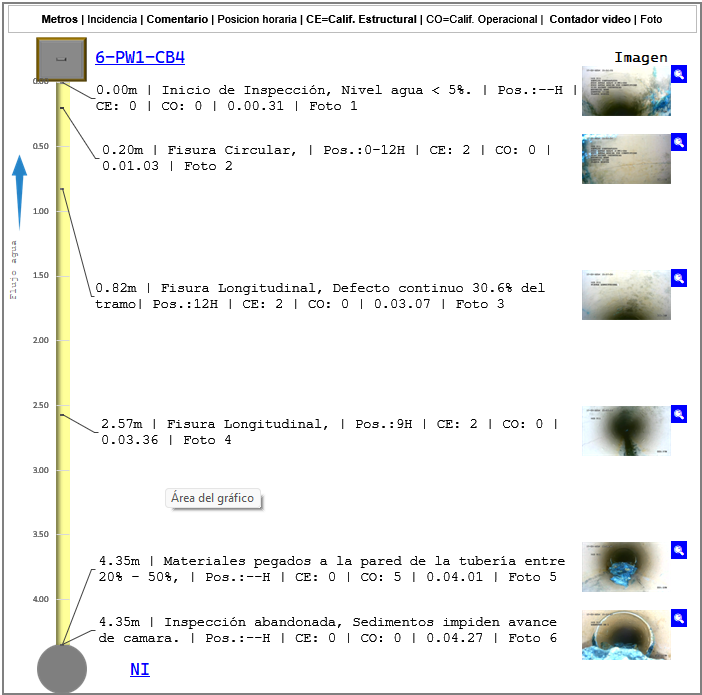 Metros | Incidencia | Comentario | Posicion horaria | CE=Calif. Estructural | CO=Calif. Operacional | Contador video | Foto
6-PW1-CB4
Imagen
0.00
0.00m | Inicio de Inspección, Nivel agua < 5%. | Pos.:--H |
CE: 0 | CO: 0 | 0.00.31 | Foto 1
0.50
0.20m | Fisura Circular, | Pos.:0-12H | CE: 2 | CO: 0 |
0.01.03 | Foto 2
1.00
Flujo agua
1.50
0.82m | Fisura Longitudinal, Defecto continuo 30.6% del
tramo| Pos.:12H | CE: 2 | CO: 0 | 0.03.07 | Foto 3
2.00
2.50
2.57m | Fisura Longitudinal, | Pos.:9H | CE: 2 | CO: 0 |
0.03.36 | Foto 4
3.00
Área del gráfico
3.50
4.35m | Materiales pegados a la pared de la tubería entre
20% - 50%, | Pos.:--H | CE: 0 | CO: 5 | 0.04.01 | Foto 5
4.00
4.35m | Inspección abandonada, Sedimentos impiden avance
de camara. | Pos.:--H | CE: 0 | CO: 0 | 0.04.27 | Foto 6
NI